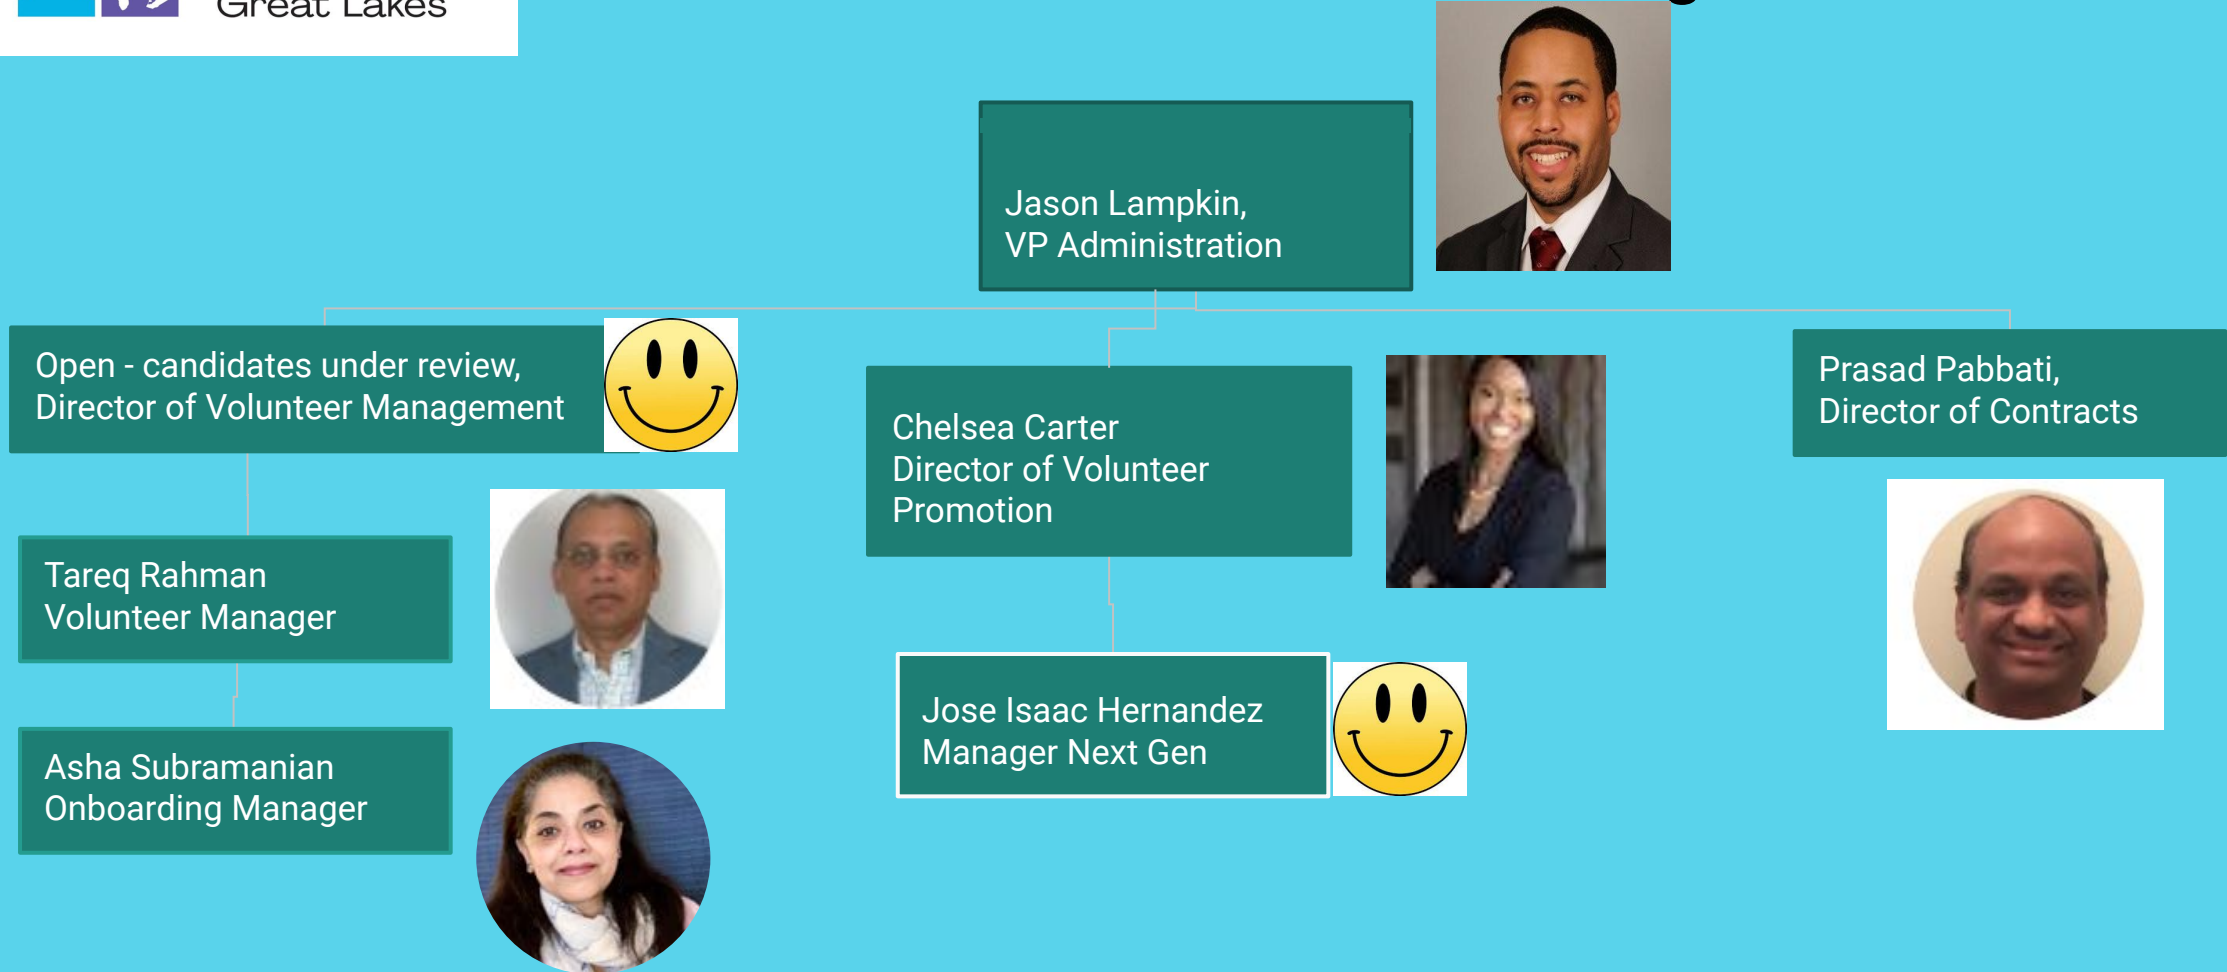 Great Lakes
Jason Lampkin,
VP Administration
Open - candidates under review,
Director of Volunteer Management
Chelsea Carter
Director of Volunteer
Promotion
Prasad Pabbati,
Director of Contracts
Tareq Rahman
Volunteer Manager
Jose Isaac Hernandez
Manager Next Gen
Asha Subramanian
Onboarding Manager